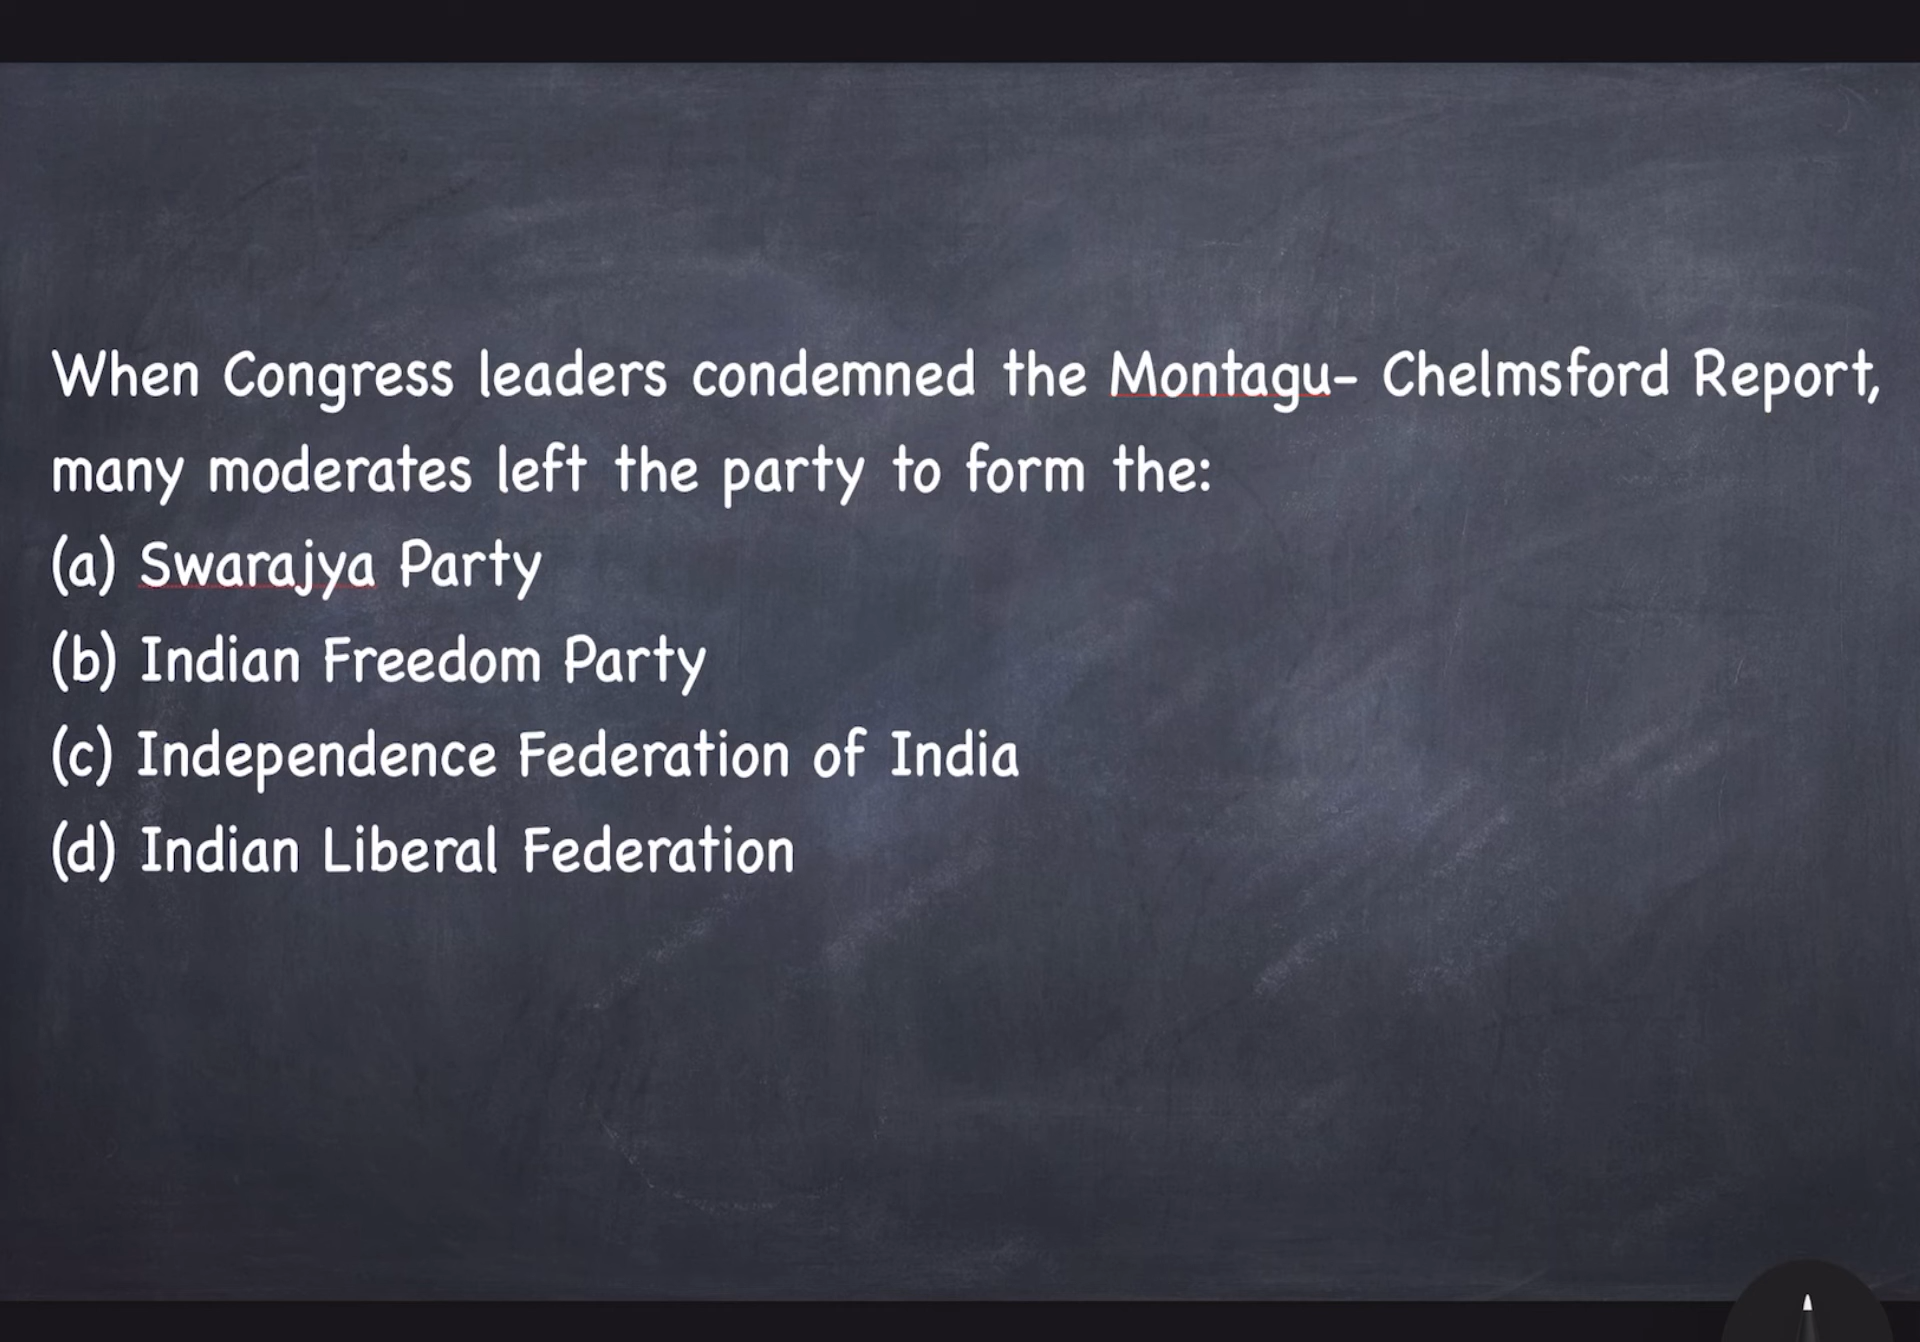 When Congress leaders condemned the Montagu- Chelmsford Report,
many moderates left the party to form the:
(a) Swarajya Party
(b) Indian Freedom Party
(c) Independence Federation of India
(d) Indian Liberal Federation